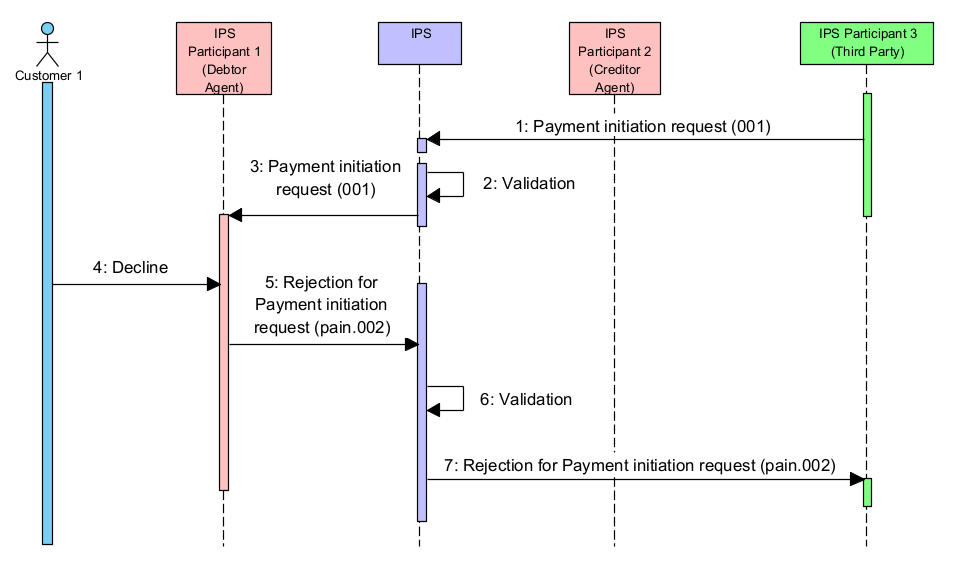 Customer 1
IPS
Participant 1
(Debtor
Agent)
IPS
IPS
Participant 2
(Creditor
Agent)
IPS Participant 3
(Third Party)
1: Payment initiation request (001)
2: Validation
3: Payment initiation
request (001)
4: Decline
5: Rejection for
Payment initiation
request (pain.002)
6: Validation
7: Rejection for Payment initiation request (pain.002)